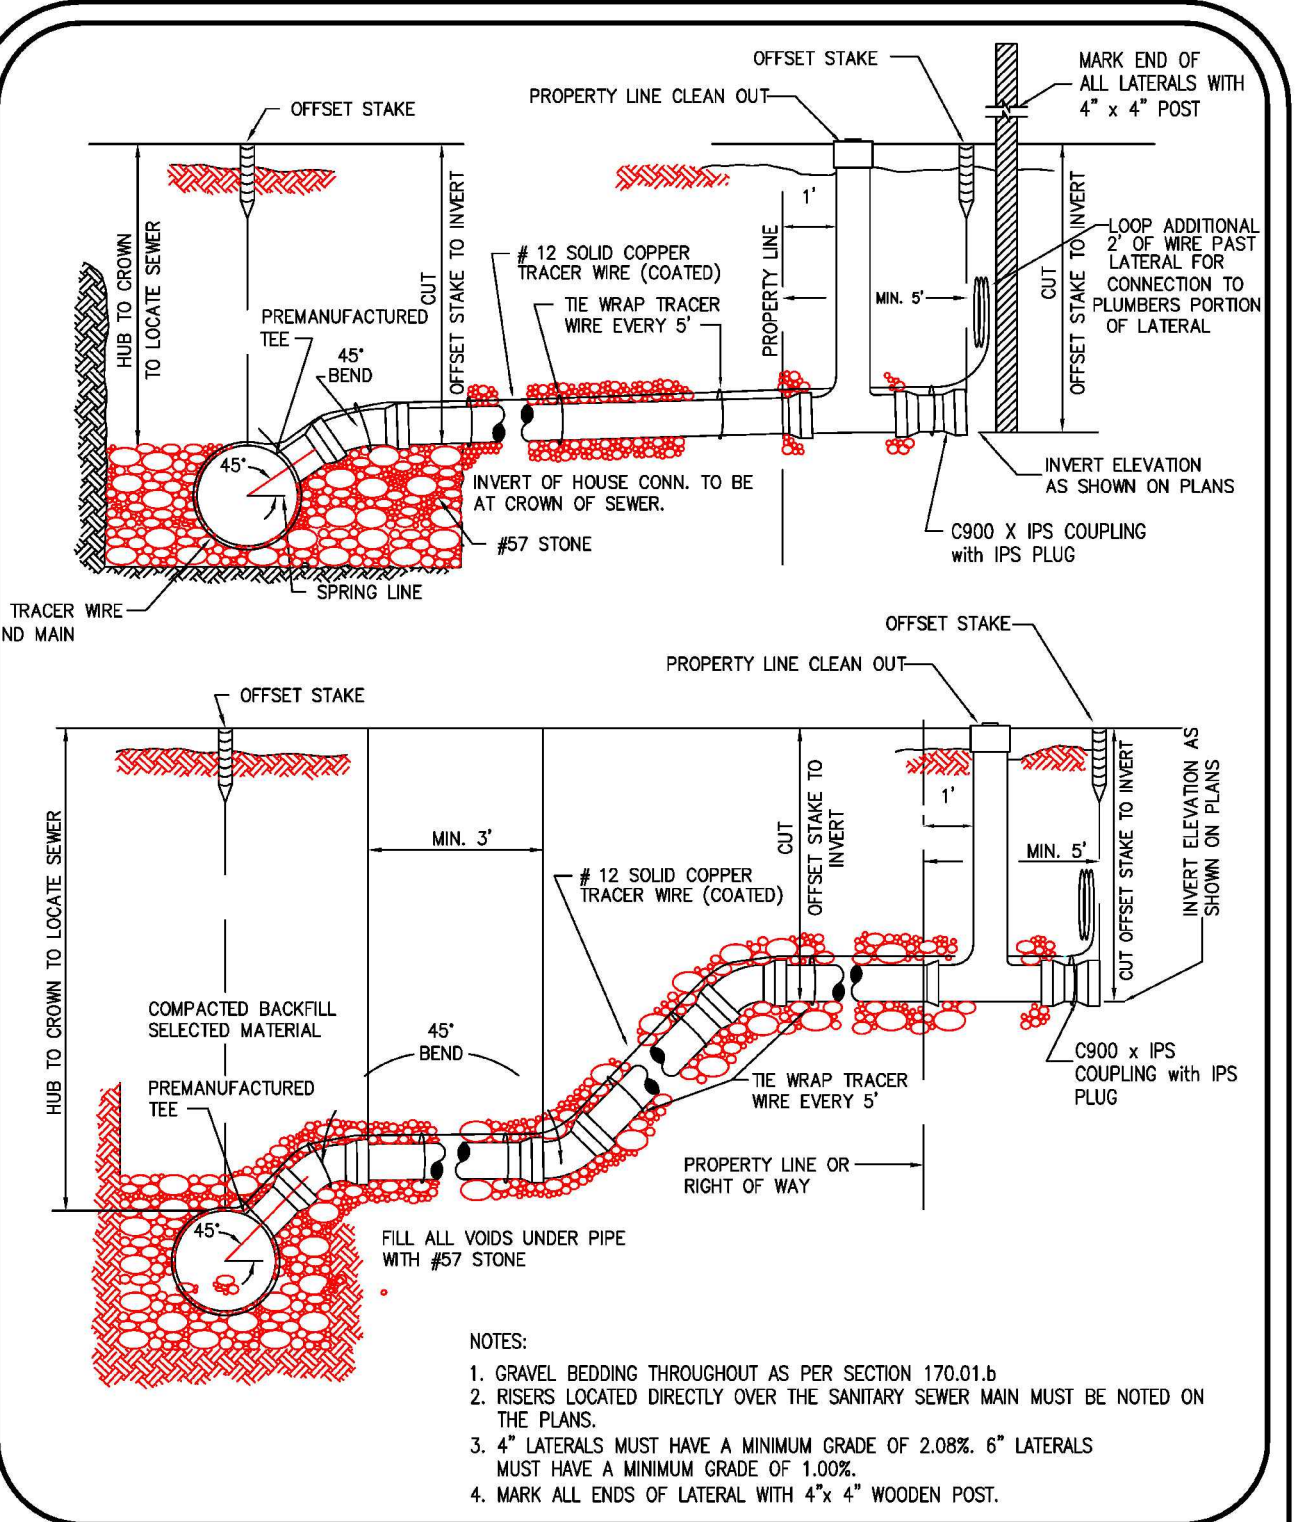 OFFSET STAKE
PROPERTY LINE CLEAN OUT
OFFSET STAKE
MARK END OF
ALL LATERALS WITH
4" x 4" POST
HUB TO CROWN
TO LOCATE SEWER
CUT
OFFSET STAKE TO INVERT
# 12 SOLID COPPER
TRACER WIRE (COATED)
TIE WRAP TRACER
WIRE EVERY 5'
PREMANUFACTURED
TEE
45°
BEND
PROPERTY LINE
1'
MIN. 5'
CUT
OFFSET STAKE TO INVERT
LOOP ADDITIONAL
2' OF WIRE PAST
LATERAL FOR
CONNECTION TO
PLUMBERS PORTION
OF LATERAL
45°
INVERT OF HOUSE CONN. TO BE
AT CROWN OF SEWER.
#57 STONE
INVERT ELEVATION
AS SHOWN ON PLANS
C900 X IPS COUPLING
with IPS PLUG
SPRING LINE
TRACER WIRE
ND MAIN
OFFSET STAKE
PROPERTY LINE CLEAN OUT
OFFSET STAKE
HUB TO CROWN TO LOCATE SEWER
MIN. 3'
# 12 SOLID COPPER
TRACER WIRE (COATED)
CUT
OFFSET STAKE TO
INVERT
1'
MIN. 5'
CUT OFFSET STAKE TO INVERT
INVERT ELEVATION AS
SHOWN ON PLANS
COMPACTED BACKFILL
SELECTED MATERIAL
45°
BEND
PREMANUFACTURED
TEE
TIE WRAP TRACER
WIRE EVERY 5'
C900 x IPS
COUPLING with IPS
PLUG
PROPERTY LINE OR
RIGHT OF WAY
45°
FILL ALL VOIDS UNDER PIPE
WITH #57 STONE
NOTES:
1. GRAVEL BEDDING THROUGHOUT AS PER SECTION 170.01.b
2. RISERS LOCATED DIRECTLY OVER THE SANITARY SEWER MAIN MUST BE NOTED ON
THE PLANS.
3. 4" LATERALS MUST HAVE A MINIMUM GRADE OF 2.08%. 6" LATERALS
MUST HAVE A MINIMUM GRADE OF 1.00%.
4. MARK ALL ENDS OF LATERAL WITH 4"x 4" WOODEN POST.